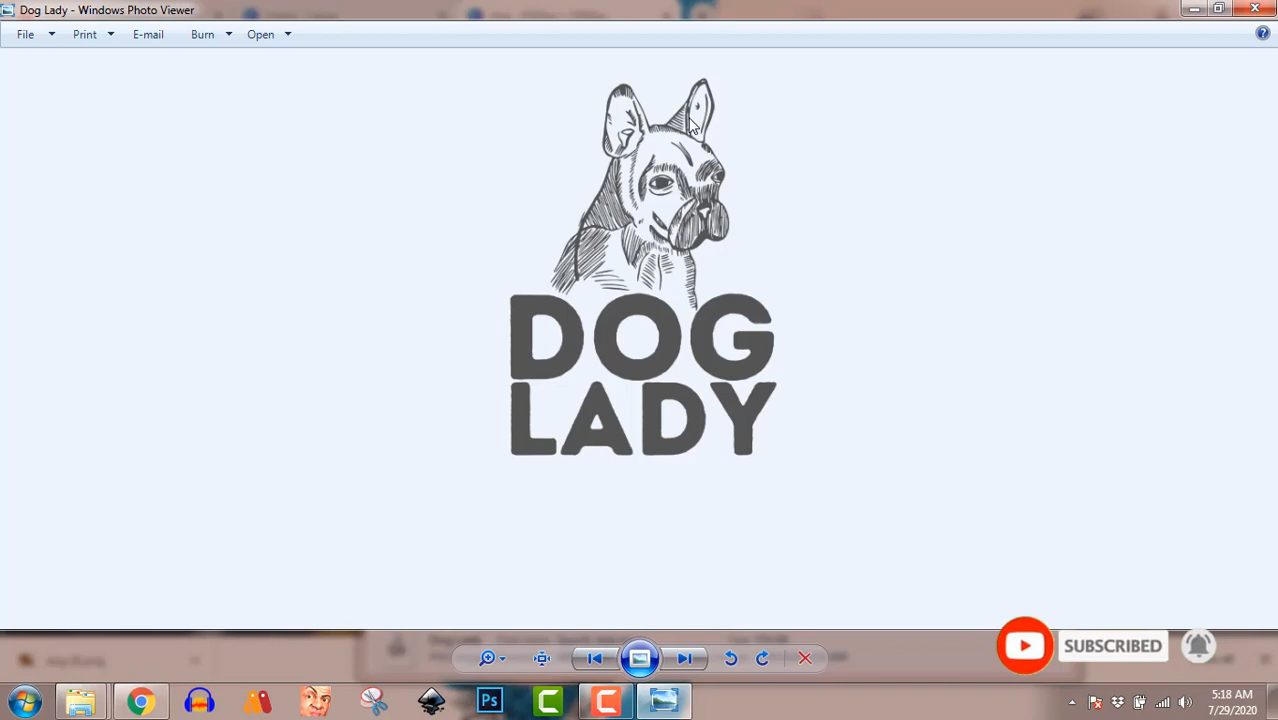 Dog Lady - Windows Photo Viewer
File Print E-mail Burn Open
DOG
LADY
SUBSCRIBED
Ps
5:18 AM
7/29/2020